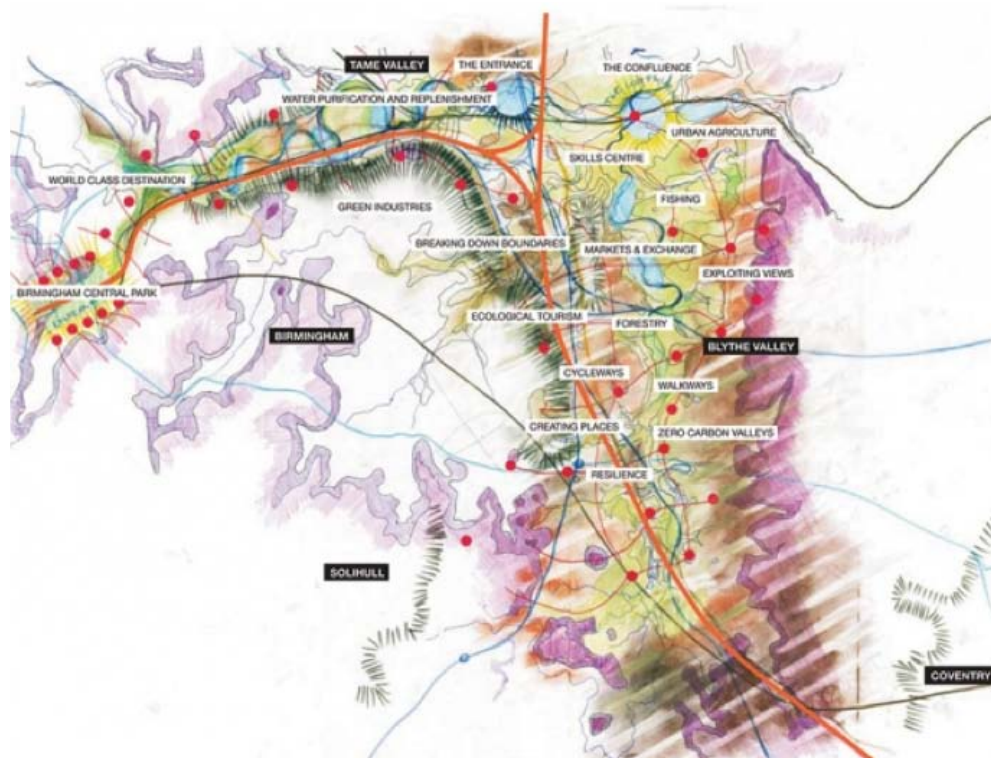 TAME VALLEY
THE ENTRANCE
THE CONFLUENCE
WATER PURIFICATION AND REPLENISHMENT
URBAN AGRICULTURE
SKILLS CENTRE
WORLD CLASS DESTINATION
FISHING
GREEN INDUSTRIES
BREAKING DOWN BOUNDARIES
MARKETS & EXCHANGE
EXPLOITING VIEWS
BIRMINGHAM CENTRAL PARK
ECOLOGICAL TOURISM
FORESTRY
BIRMINGHAM
BLYTHE VALLEY
CYCLEWAYS
WALKWAYS
CREATING PLACES
ZERO CARBON VALLEYS
RESILIENCE
SOLIHULL
COVENTRY